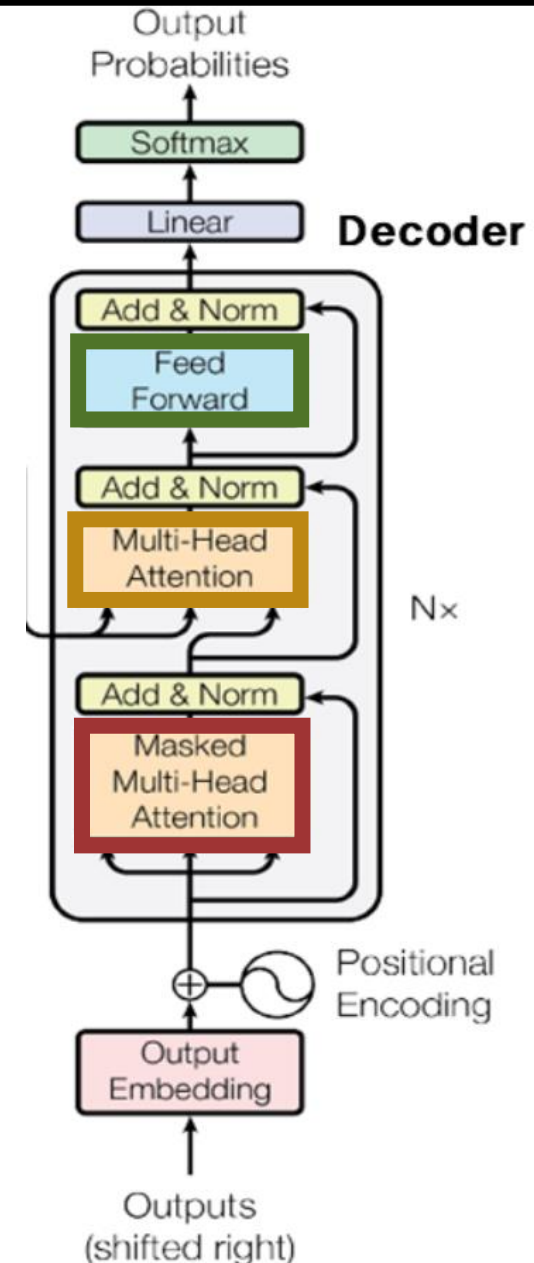 Output
Probabilities
Softmax
Linear
Decoder
Add & Norm
Feed
Forward
Add & Norm
Multi-Head
Attention
N×
Add & Norm
Masked
Multi-Head
Attention
Positional
Encoding
Output
Embedding
Outputs
(shifted right)